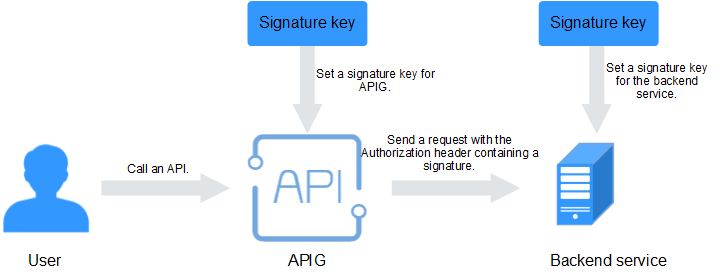 Signature key
Signature key
Set a signature key for
APIG.
Set a signature key
for the backend
service.
Call an API.
Send a request with the
Authorization header containing a
signature.
API
User
APIG
Backend service